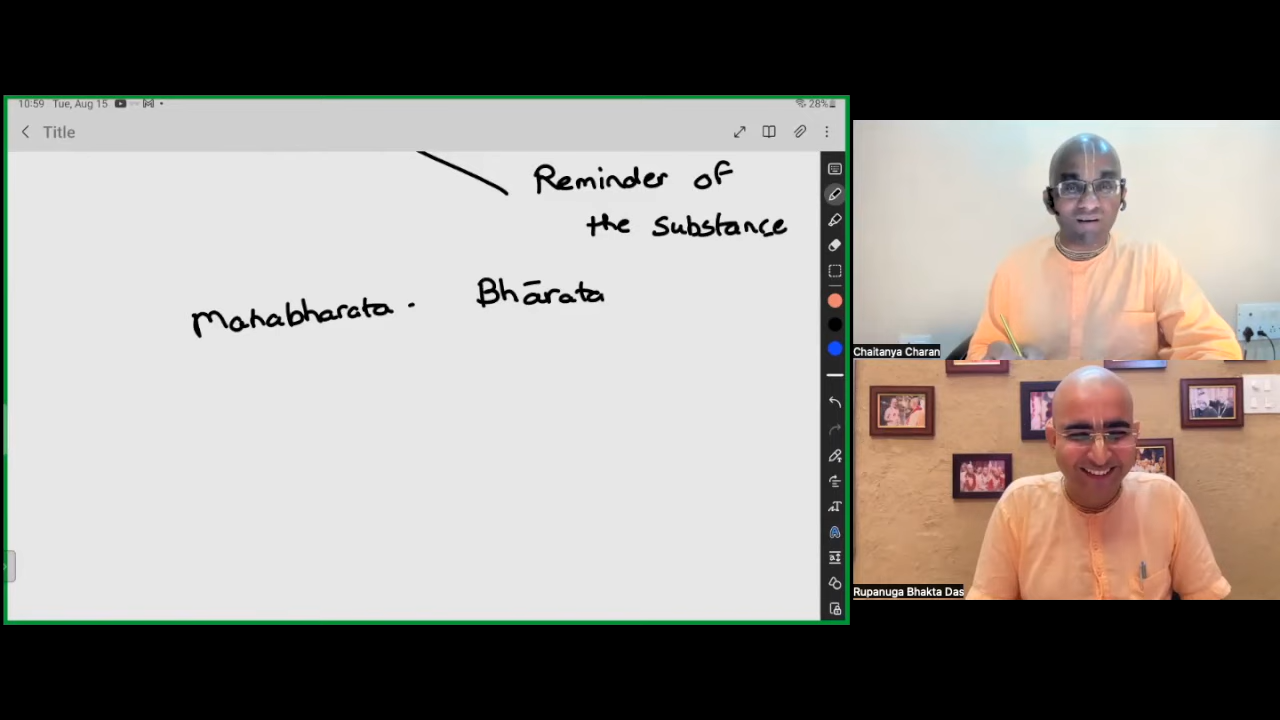 10:59 Tue, Aug 15 28%
Title
Reminder of
the substance
Bhārata
Mahabharata .
Chaitanya Charan
Rupanuga Bhakta Das